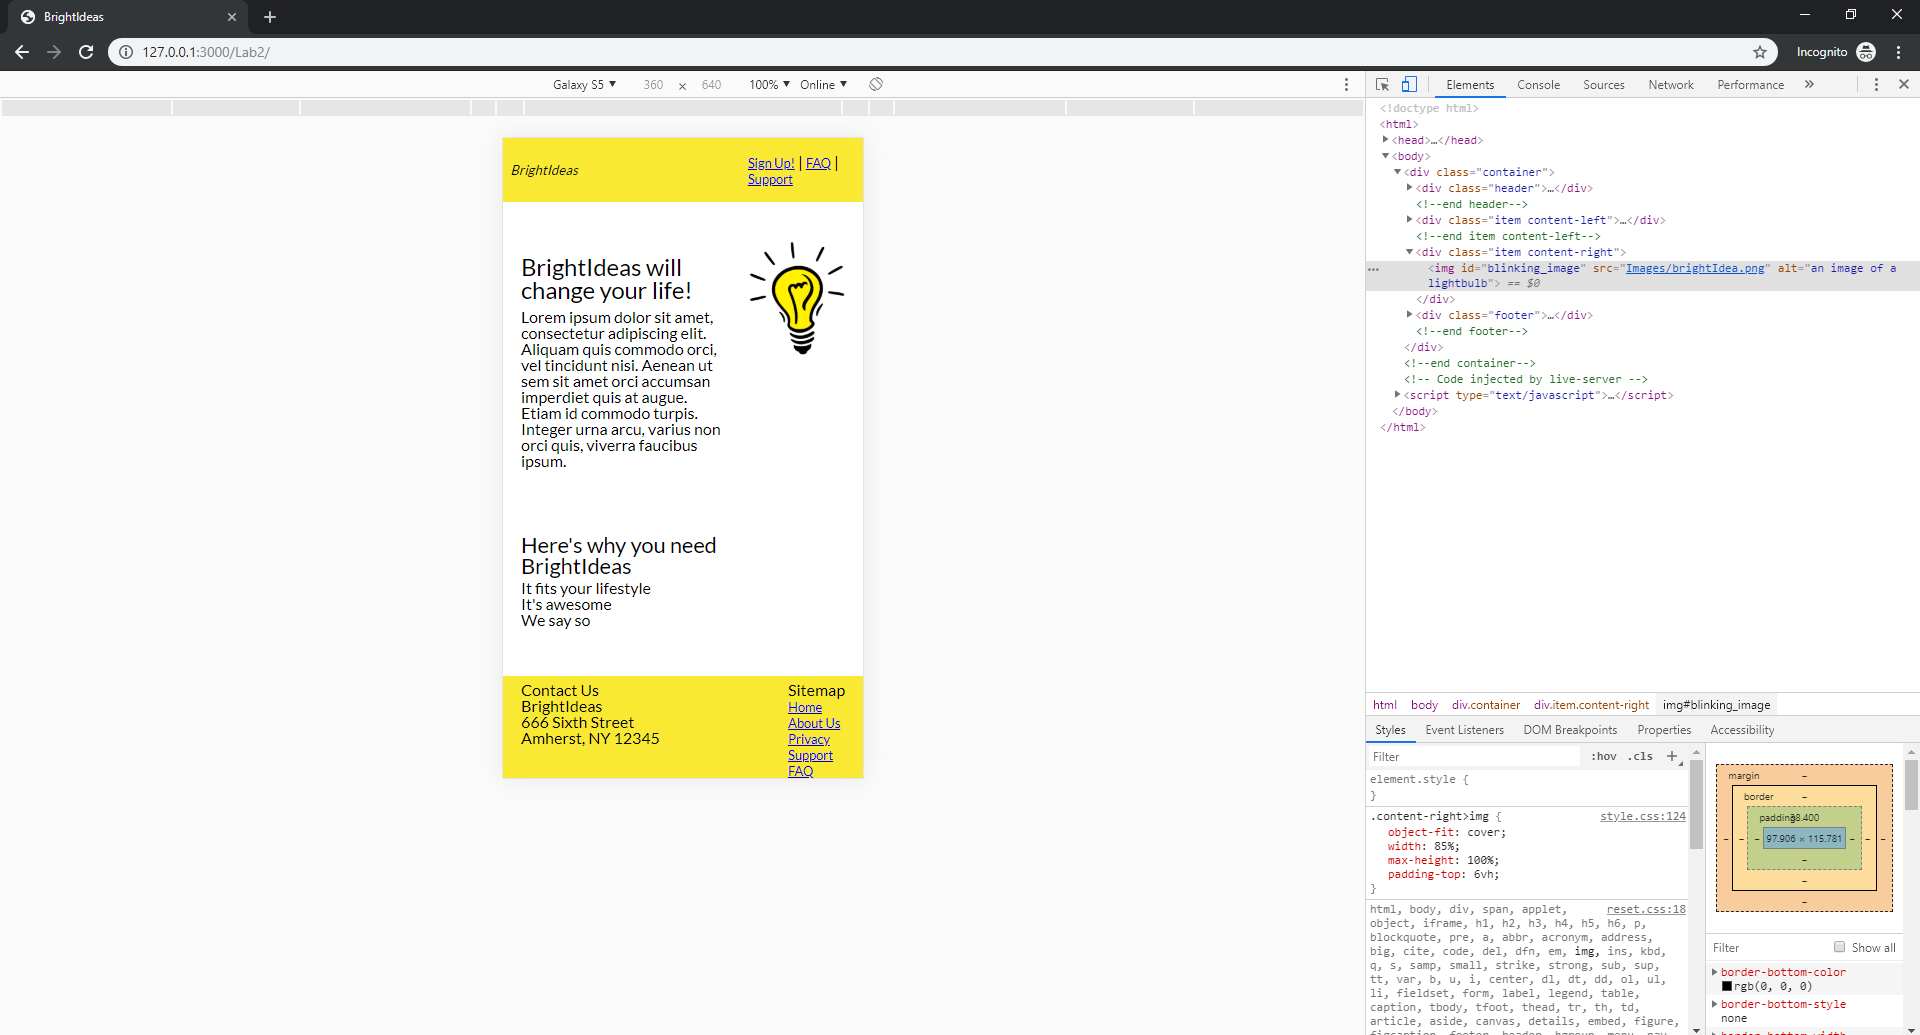 BrightIdeas
127.0.0.1:3000/Lab2/
Incognito
Galaxy S5 ▼ 360 × 640 100% ▼ Online ▼
Elements Console Sources Network Performance »
BrightIdeas
Sign Up! | FAQ |
Support
BrightIdeas will
change your life!
Lorem ipsum dolor sit amet,
consectetur adipiscing elit.
Aliquam quis commodo orci,
vel tincidunt nisi. Aenean ut
sem sit amet orci accumsan
imperdiet quis at augue.
Etiam id commodo turpis.
Integer urna arcu, varius non
orci quis, viverra faucibus
ipsum.
Here's why you need
BrightIdeas
It fits your lifestyle
It's awesome
We say so
Contact Us
BrightIdeas
666 Sixth Street
Amherst, NY 12345
Sitemap
Home
About Us
Privacy
Support
FAQ
<!doctype html>
<html>
<head>…</head>
<body>
<div class="container">
<div class="header">…</div>
<!--end header-->
<div class="item content-left">…</div>
<!--end item content-left-->
<div class="item content-right">
<img id="blinking_image" src="Images/brightIdea.png" alt="an image of a
lightbulb"> == $0
</div>
<div class="footer">…</div>
<!--end footer-->
</div>
<!--end container-->
<!-- Code injected by live-server -->
<script type="text/javascript">…</script>
</body>
</html>
html body div.container div.item.content-right img#blinking_image
Styles Event Listeners DOM Breakpoints Properties Accessibility
Filter :hov .cls +
element.style {
}
.content-right>img { style.css:124
object-fit: cover;
width: 85%;
max-height: 100%;
padding-top: 6vh;
}
html, body, div, span, applet, reset.css:18
object, iframe, h1, h2, h3, h4, h5, h6, p,
blockquote, pre, a, abbr, acronym, address,
big, cite, code, del, dfn, em, img, ins, kbd,
q, s, samp, small, strike, strong, sub, sup,
tt, var, b, u, i, center, dl, dt, dd, ol, ul,
li, fieldset, form, label, legend, table,
caption, tbody, tfoot, thead, tr, th, td,
article, aside, canvas, details, embed, figure,
figcaption, footer, header, hgroup, menu, nav,
margin –
border –
padding 38.400
– – – 97.906 × 115.781 – – –
–
–
–
Filter Show all
border-bottom-color
rgb(0, 0, 0)
border-bottom-style
none
border-bottom-width